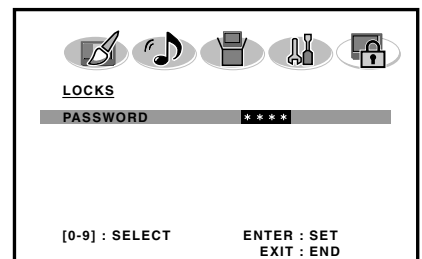 LOCKS
PASSWORD * * * *
[0-9] : SELECT ENTER : SET
EXIT : END